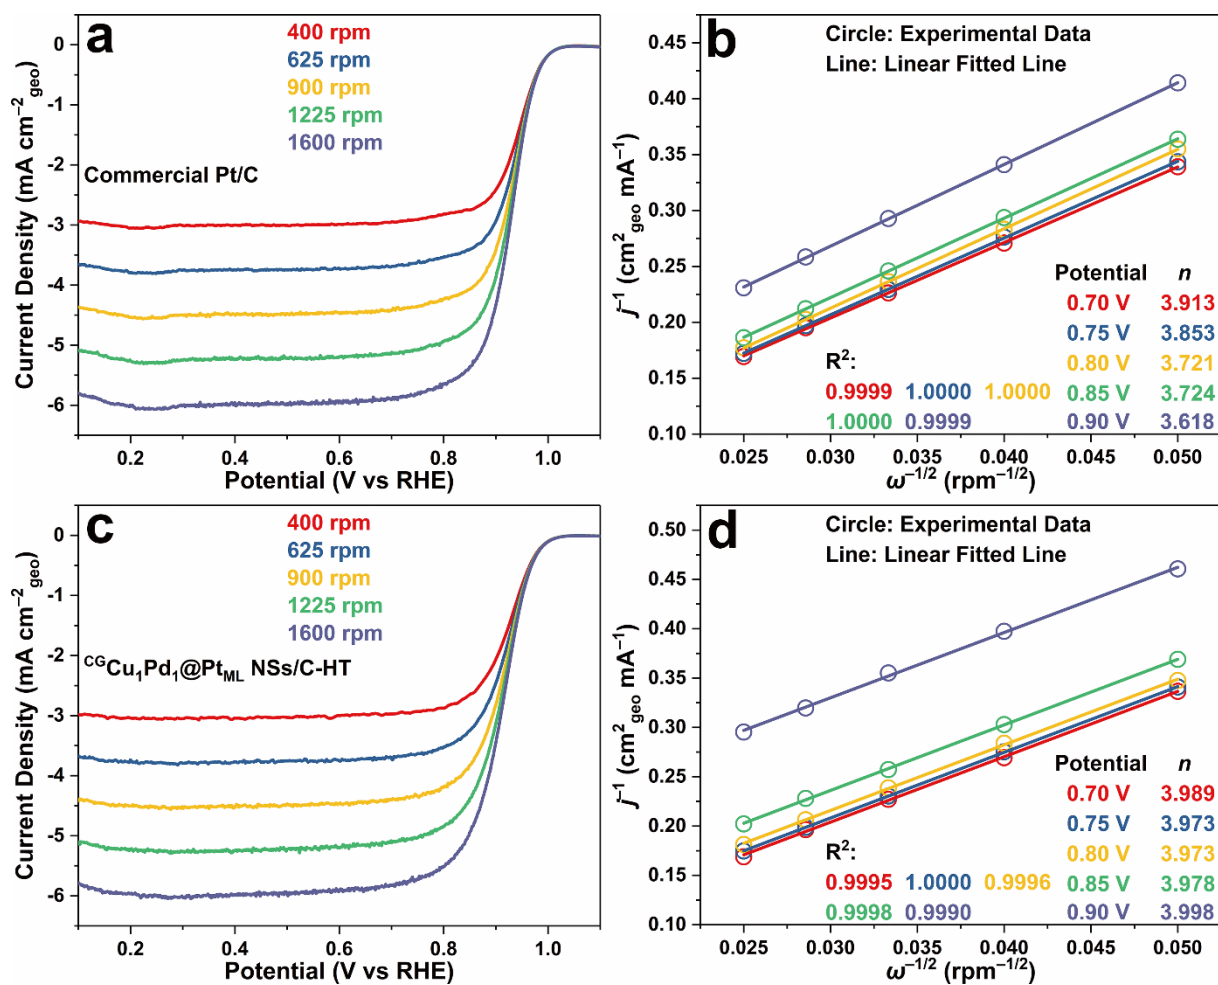 a
400 rpm
625 rpm
900 rpm
1225 rpm
1600 rpm
Commercial Pt/C
0
-1
-2
-3
-4
-5
-6
Current Density (mA cm⁻²geo)
0.2 0.4 0.6 0.8 1.0
Potential (V vs RHE)
b
Circle: Experimental Data
Line: Linear Fitted Line
0.45
0.40
0.35
0.30
0.25
0.20
0.15
0.10
j⁻¹ (cm²geo mA⁻¹)
Potential n
0.70 V 3.913
0.75 V 3.853
0.80 V 3.721
0.85 V 3.724
0.90 V 3.618
R²:
0.9999 1.0000 1.0000
1.0000 0.9999
0.025 0.030 0.035 0.040 0.045 0.050
ω⁻¹/² (rpm⁻¹/²)
c
400 rpm
625 rpm
900 rpm
1225 rpm
1600 rpm
CGCu₁Pd₁@PtML NSs/C-HT
0
-1
-2
-3
-4
-5
-6
Current Density (mA cm⁻²geo)
0.2 0.4 0.6 0.8 1.0
Potential (V vs RHE)
d
Circle: Experimental Data
Line: Linear Fitted Line
0.50
0.45
0.40
0.35
0.30
0.25
0.20
0.15
0.10
j⁻¹ (cm²geo mA⁻¹)
Potential n
0.70 V 3.989
0.75 V 3.973
0.80 V 3.973
0.85 V 3.978
0.90 V 3.998
R²:
0.9995 1.0000 0.9996
0.9998 0.9990
0.025 0.030 0.035 0.040 0.045 0.050
ω⁻¹/² (rpm⁻¹/²)